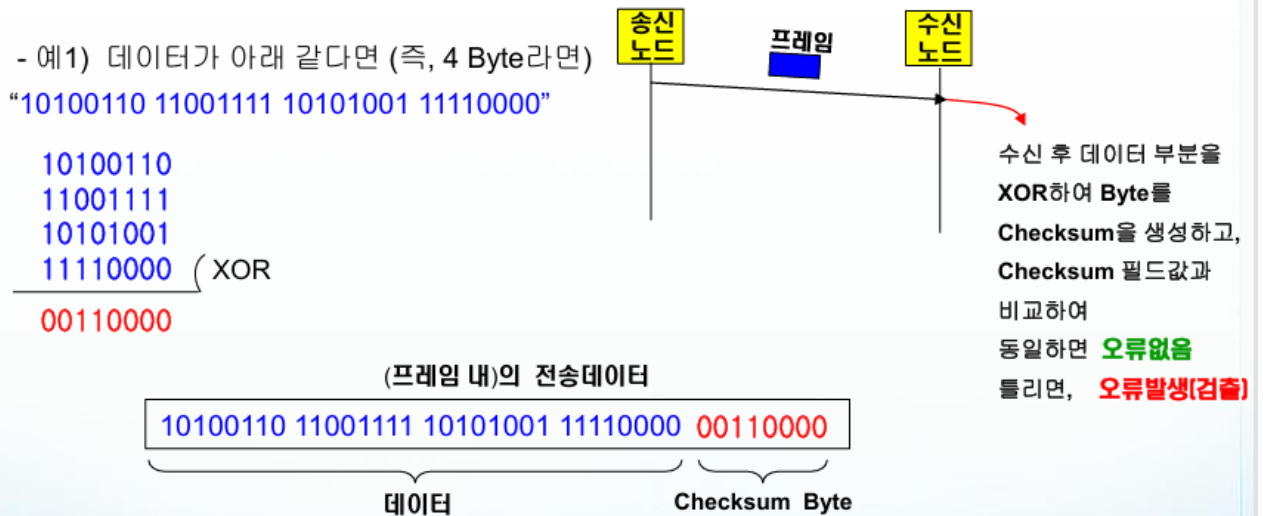 - 예1) 데이터가 아래 같다면 (즉, 4 Byte라면)
“10100110 11001111 10101001 11110000”
10100110
11001111
10101001
11110000 ( XOR
00110000
송신
노드
프레임
수신
노드
수신 후 데이터 부분을
XOR하여 Byte를
Checksum을 생성하고,
Checksum 필드값과
비교하여
동일하면 오류없음
틀리면, 오류발생(검출)
(프레임 내)의 전송데이터
10100110 11001111 10101001 11110000 00110000
데이터
Checksum Byte